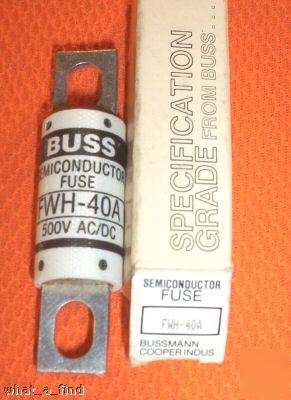 BUSS
SEMICONDUCTOR
FUSE
FWH-40A
500V AC/DC
SPECIFICATION
GRADE FROM BUSS...
SEMICONDUCTOR
FUSE
FWH-40A
BUSSMANN
COOPER INDUS
what_a_find